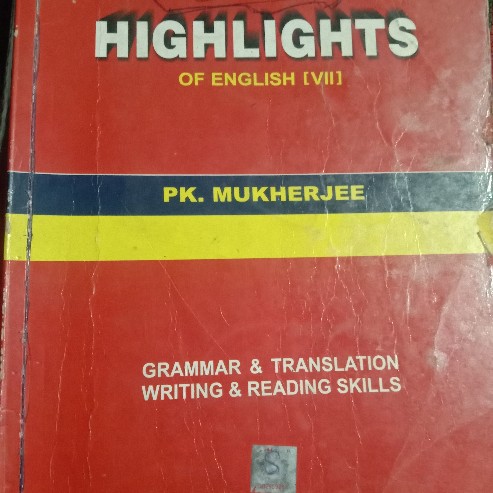 HIGHLIGHTS
OF ENGLISH [VII]
PK. MUKHERJEE
GRAMMAR & TRANSLATION
WRITING & READING SKILLS